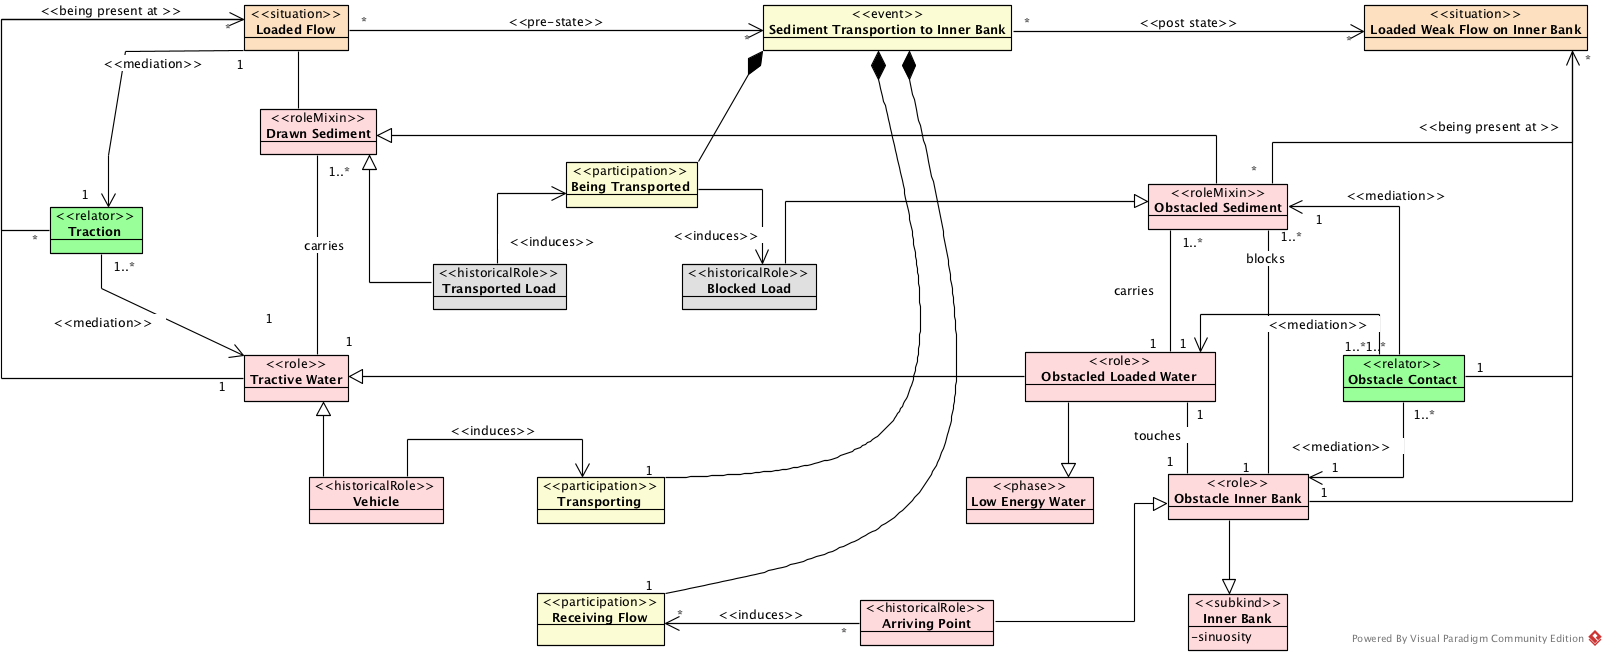 <<being present at >>
<<situation>>
Loaded Flow
*
*
<<pre-state>>
*
<<event>>
Sediment Transportion to Inner Bank
*
<<post state>>
*
<<situation>>
Loaded Weak Flow on Inner Bank
*
<<mediation>>
1
<<roleMixin>>
Drawn Sediment
1..*
<<being present at >>
<<participation>>
Being Transported
*
<<roleMixin>>
Obstacled Sediment
<<mediation>>
1
1
<<relator>>
Traction
*
1..*
carries
<<induces>>
<<induces>>
1..*
1..*
blocks
<<historicalRole>>
Transported Load
<<historicalRole>>
Blocked Load
carries
<<mediation>>
1
<<mediation>>
1
1
1
1..*
1..*
<<role>>
Tractive Water
1
<<role>>
Obstacled Loaded Water
<<relator>>
Obstacle Contact
1
1
1..*
<<induces>>
touches
<<mediation>>
1
1
1
1
<<historicalRole>>
Vehicle
<<participation>>
Transporting
1
<<phase>>
Low Energy Water
<<role>>
Obstacle Inner Bank
1
<<participation>>
Receiving Flow
1
*
<<induces>>
*
<<historicalRole>>
Arriving Point
<<subkind>>
Inner Bank
-sinuosity
Powered By Visual Paradigm Community Edition